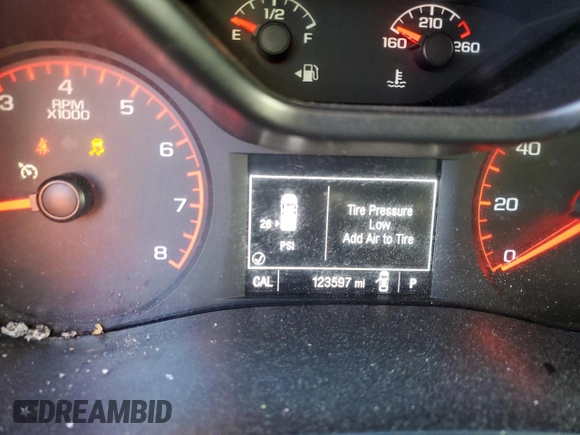 1/2
E F
210
160 260
3 4 5 6 7 8
RPM
X1000
40
20
0
28
PSI
Tire Pressure
Low
Add Air to Tire
CAL 123597 mi P
DREAMBID